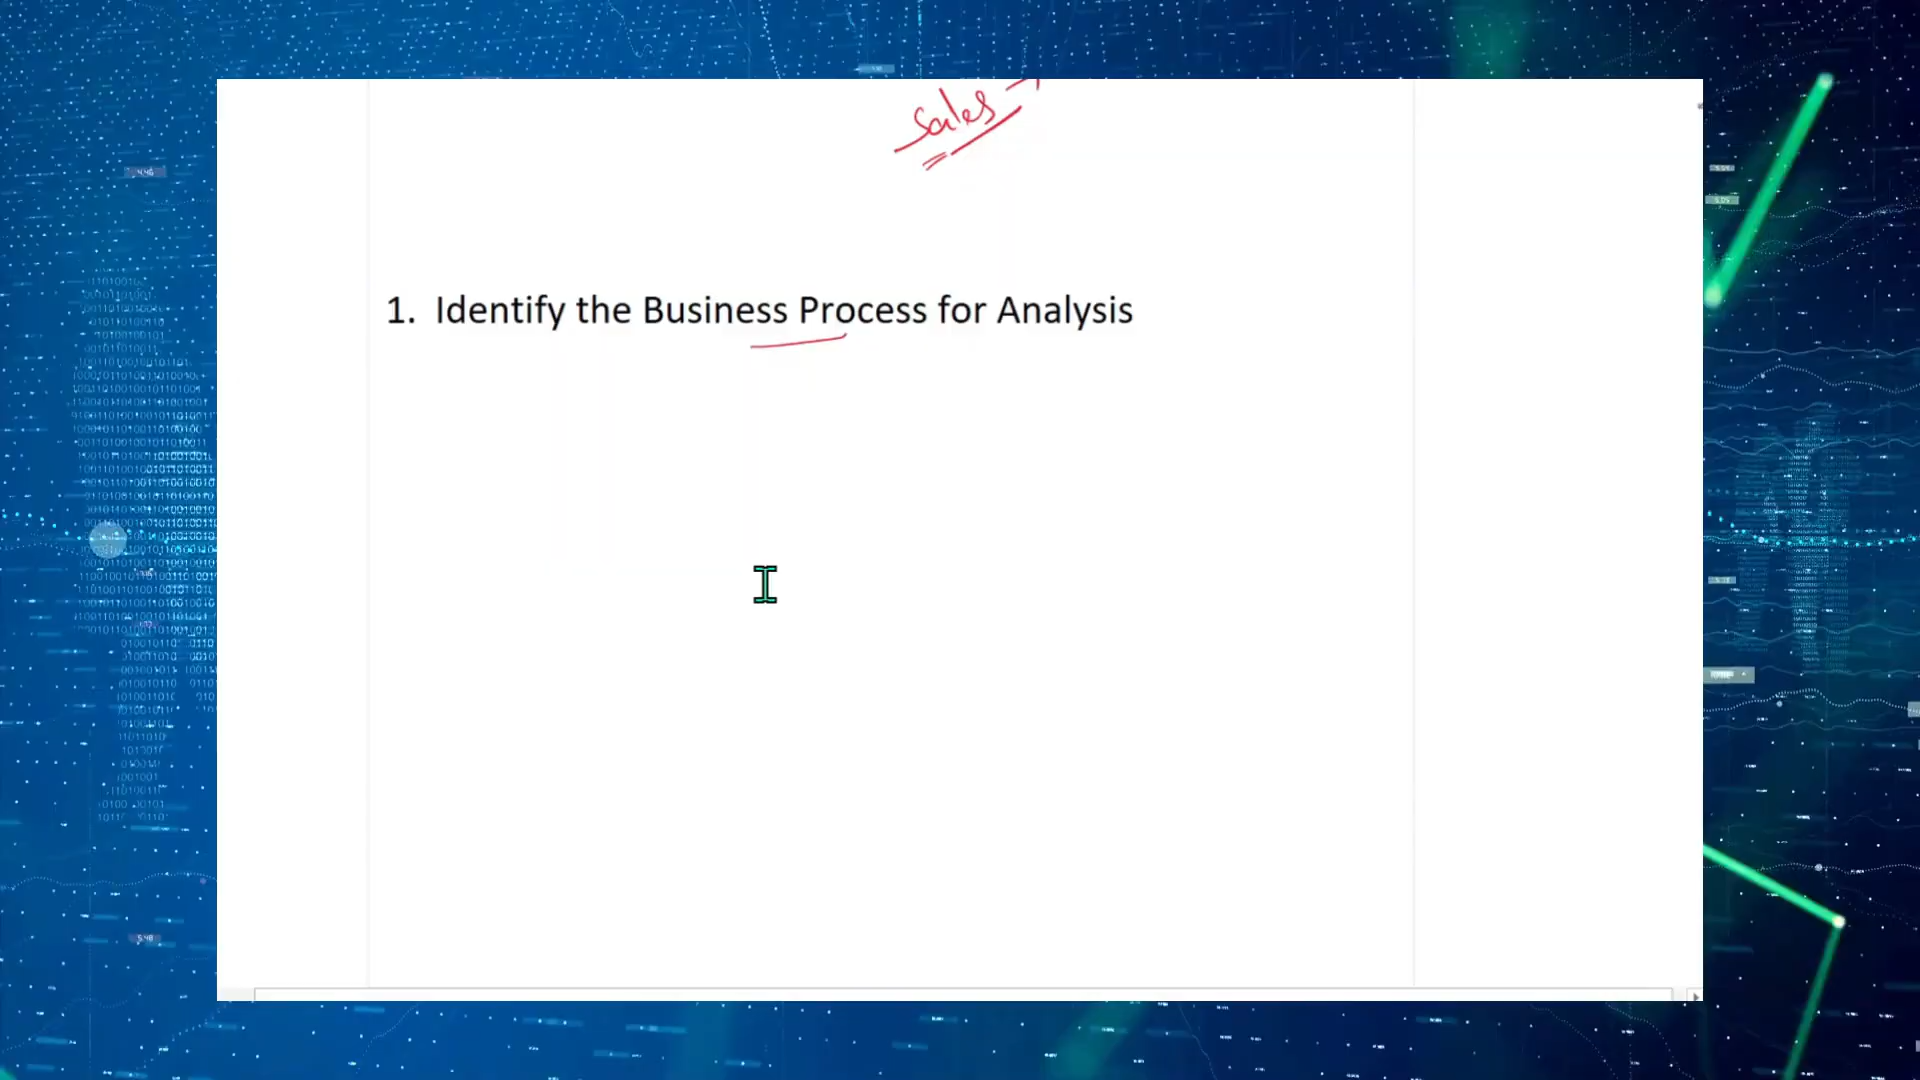 Sales →
1. Identify the Business Process for Analysis